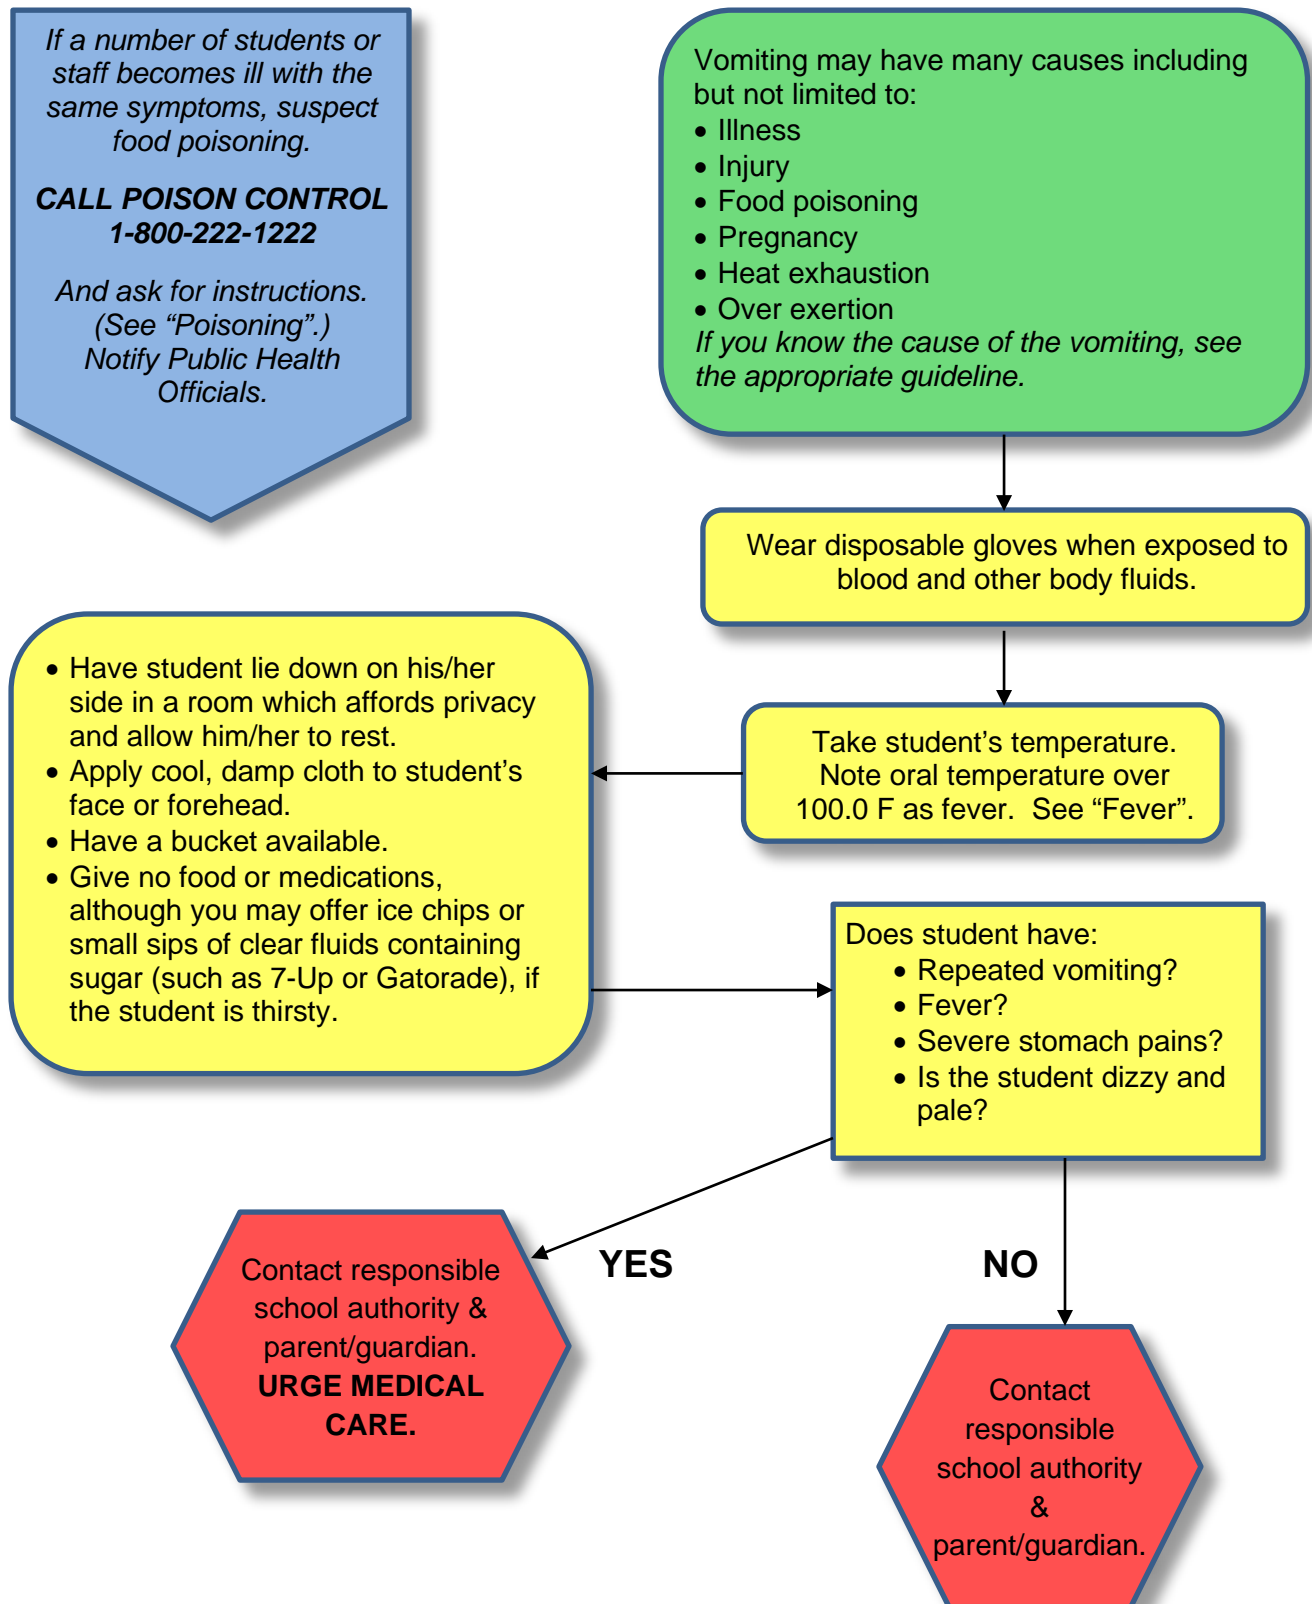 If a number of students or
staff becomes ill with the
same symptoms, suspect
food poisoning.
CALL POISON CONTROL
1-800-222-1222
And ask for instructions.
(See “Poisoning”.)
Notify Public Health
Officials.
Vomiting may have many causes including
but not limited to:
• Illness
• Injury
• Food poisoning
• Pregnancy
• Heat exhaustion
• Over exertion
If you know the cause of the vomiting, see
the appropriate guideline.
Wear disposable gloves when exposed to
blood and other body fluids.
Take student’s temperature.
Note oral temperature over
100.0 F as fever.  See “Fever”.
• Have student lie down on his/her
side in a room which affords privacy
and allow him/her to rest.
• Apply cool, damp cloth to student’s
face or forehead.
• Have a bucket available.
• Give no food or medications,
although you may offer ice chips or
small sips of clear fluids containing
sugar (such as 7-Up or Gatorade), if
the student is thirsty.
Does student have:
• Repeated vomiting?
• Fever?
• Severe stomach pains?
• Is the student dizzy and
pale?
YES
NO
Contact responsible
school authority &
parent/guardian.
URGE MEDICAL
CARE.
Contact
responsible
school authority
&
parent/guardian.